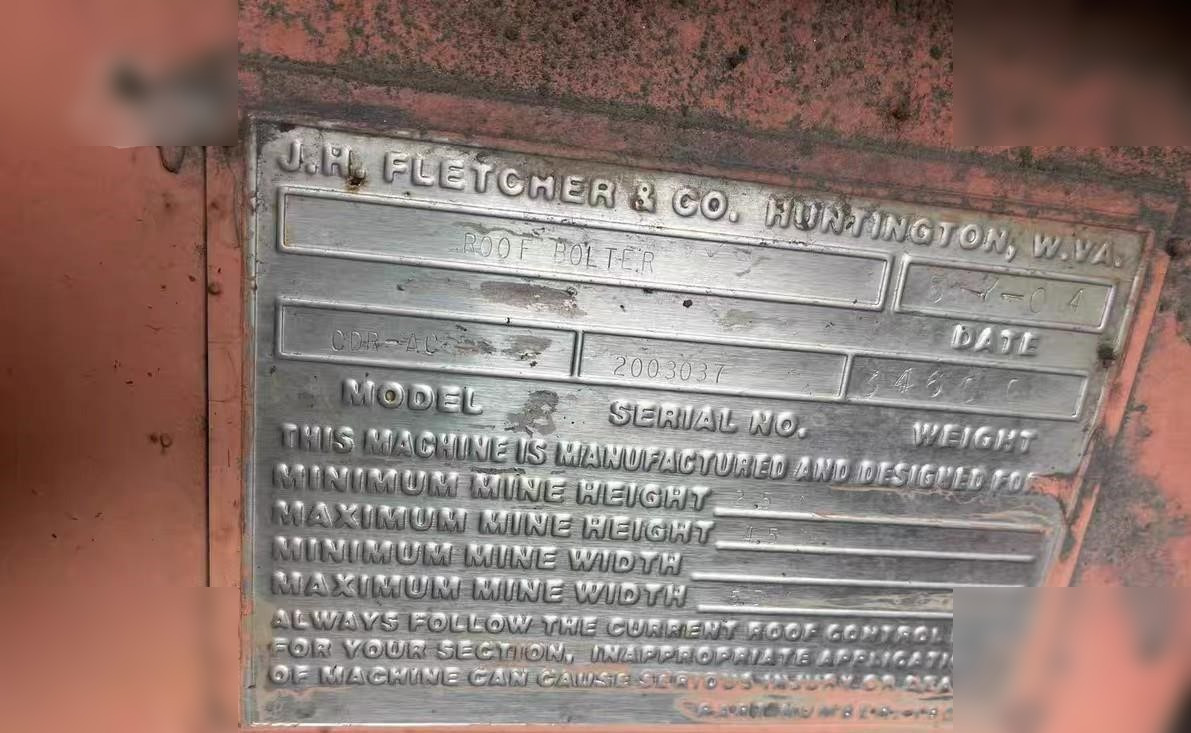 J.H. FLETCHER & CO. HUNTINGTON, W.VA.
ROOF BOLTER
DATE
CDR-AC 2003037
MODEL SERIAL NO. WEIGHT
THIS MACHINE IS MANUFACTURED AND DESIGNED FOR
MINIMUM MINE HEIGHT
MAXIMUM MINE HEIGHT
MINIMUM MINE WIDTH
MAXIMUM MINE WIDTH
ALWAYS FOLLOW THE CURRENT ROOF CONTROL
FOR YOUR SECTION, INAPPROPRIATE
OF MACHINE CAN CAUSE SERIOUS INJURY OR